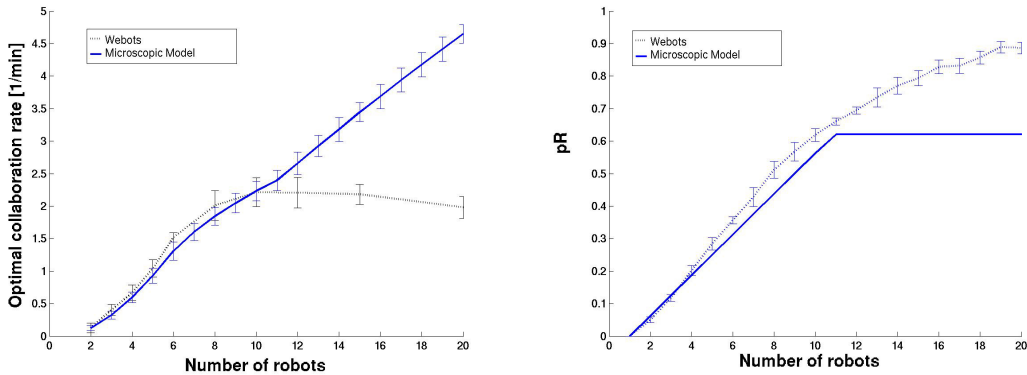 Optimal collaboration rate [1/min]
5
4.5
4
3.5
3
2.5
2
1.5
1
0.5
0
Webots
Microscopic Model
0 2 4 6 8 10 12 14 16 18 20
Number of robots
pR
1
0.9
0.8
0.7
0.6
0.5
0.4
0.3
0.2
0.1
0
Webots
Microscopic Model
0 2 4 6 8 10 12 14 16 18 20
Number of robots